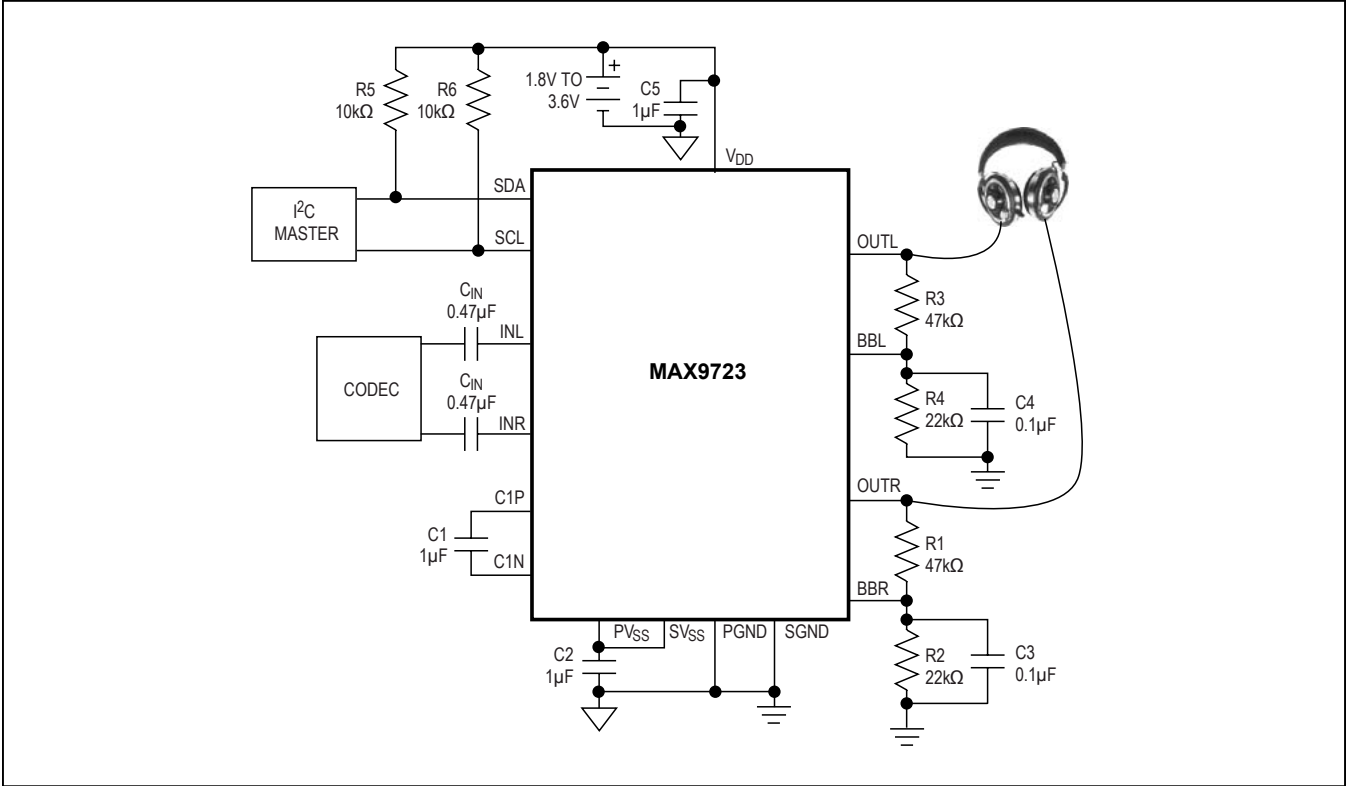 R5
10kΩ
R6
10kΩ
1.8V TO
3.6V
+
C5
1µF
VDD
I2C
MASTER
SDA
SCL
CIN
0.47µF
INL
CODEC
CIN
0.47µF
INR
C1P
C1
1µF
C1N
MAX9723
OUTL
R3
47kΩ
BBL
R4
22kΩ
C4
0.1µF
OUTR
R1
47kΩ
BBR
R2
22kΩ
C3
0.1µF
PVSS
SVSS
PGND
SGND
C2
1µF